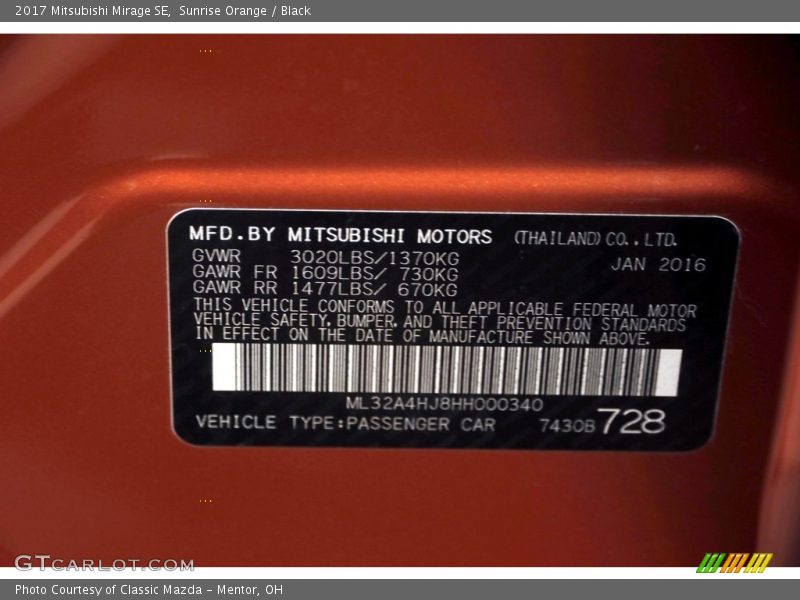 2017 Mitsubishi Mirage SE, Sunrise Orange / Black
MFD.BY MITSUBISHI MOTORS (THAILAND) CO., LTD.
GVWR 3020LBS/1370KG JAN 2016
GAWR FR 1609LBS/ 730KG
GAWR RR 1477LBS/ 670KG
THIS VEHICLE CONFORMS TO ALL APPLICABLE FEDERAL MOTOR
VEHICLE SAFETY, BUMPER, AND THEFT PREVENTION STANDARDS
IN EFFECT ON THE DATE OF MANUFACTURE SHOWN ABOVE.
ML32A4HJ8HH000340
VEHICLE TYPE:PASSENGER CAR 7430B 728
GTCARLOT.COM
Photo Courtesy of Classic Mazda - Mentor, OH